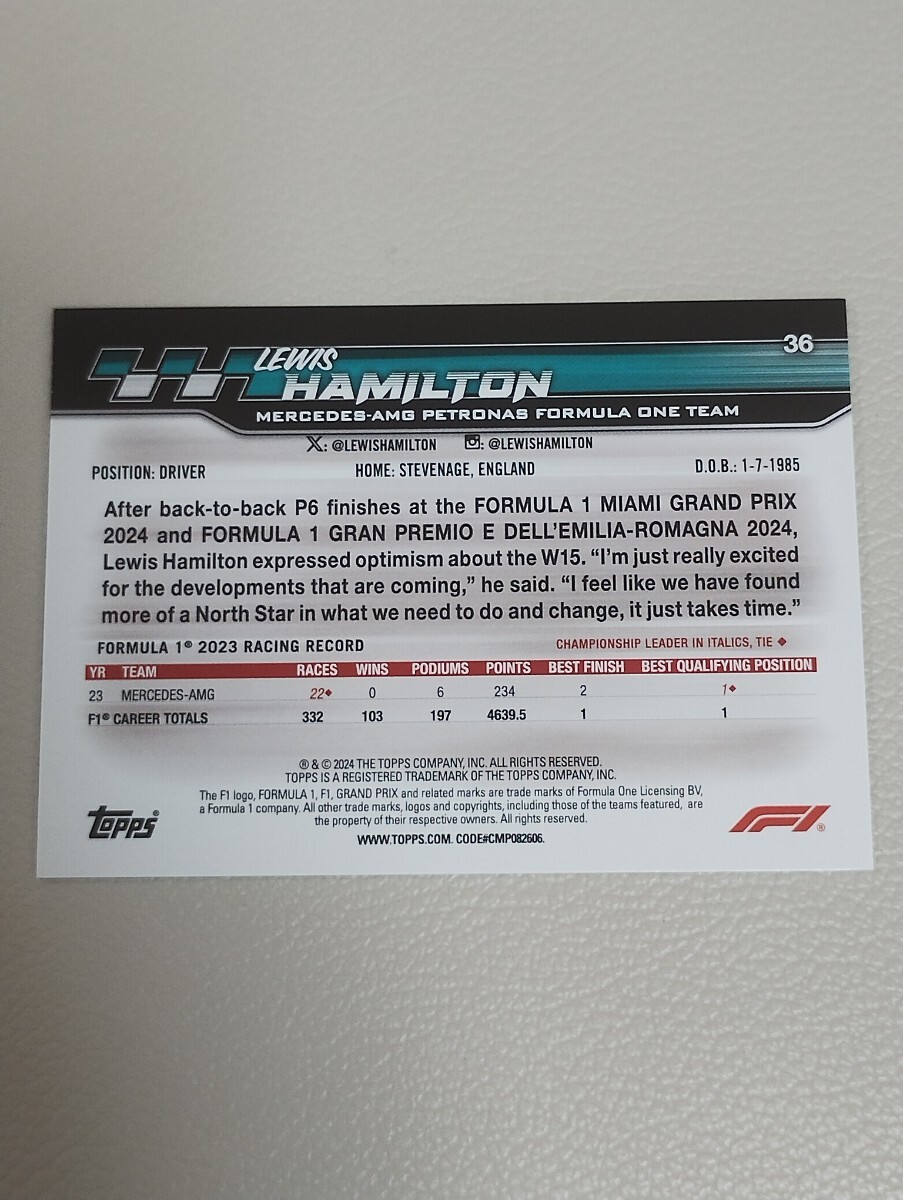 36
LEWIS
HAMILTON
MERCEDES-AMG PETRONAS FORMULA ONE TEAM
X: @LEWISHAMILTON : @LEWISHAMILTON
POSITION: DRIVER HOME: STEVENAGE, ENGLAND D.O.B.: 1-7-1985
After back-to-back P6 finishes at the FORMULA 1 MIAMI GRAND PRIX
2024 and FORMULA 1 GRAN PREMIO E DELL'EMILIA-ROMAGNA 2024,
Lewis Hamilton expressed optimism about the W15. “I'm just really excited
for the developments that are coming,” he said. “I feel like we have found
more of a North Star in what we need to do and change, it just takes time.”
FORMULA 1® 2023 RACING RECORD CHAMPIONSHIP LEADER IN ITALICS, TIE ◆
YR TEAM RACES WINS PODIUMS POINTS BEST FINISH BEST QUALIFYING POSITION
23 MERCEDES-AMG 22◆ 0 6 234 2 1◆
F1® CAREER TOTALS 332 103 197 4639.5 1 1
® & © 2024 THE TOPPS COMPANY, INC. ALL RIGHTS RESERVED.
TOPPS IS A REGISTERED TRADEMARK OF THE TOPPS COMPANY, INC.
The F1 logo, FORMULA 1, F1, GRAND PRIX and related marks are trade marks of Formula One Licensing BV,
a Formula 1 company. All other trade marks, logos and copyrights, including those of the teams featured, are
the property of their respective owners. All rights reserved.
WWW.TOPPS.COM. CODE#CMP082606.
Topps®
F1®